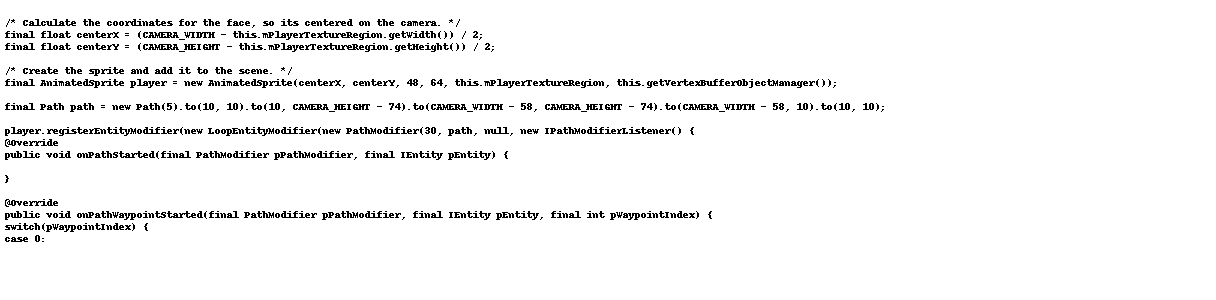 /* Calculate the coordinates for the face, so its centered on the camera. */
final float centerX = (CAMERA_WIDTH - this.mPlayerTextureRegion.getWidth()) / 2;
final float centerY = (CAMERA_HEIGHT - this.mPlayerTextureRegion.getHeight()) / 2;
/* Create the sprite and add it to the scene. */
final AnimatedSprite player = new AnimatedSprite(centerX, centerY, 48, 64, this.mPlayerTextureRegion, this.getVertexBufferObjectManager());
final Path path = new Path(5).to(10, 10).to(10, CAMERA_HEIGHT - 74).to(CAMERA_WIDTH - 58, CAMERA_HEIGHT - 74).to(CAMERA_WIDTH - 58, 10).to(10, 10);
player.registerEntityModifier(new LoopEntityModifier(new PathModifier(30, path, null, new IPathModifierListener() {
@Override
public void onPathStarted(final PathModifier pPathModifier, final IEntity pEntity) {
}
@Override
public void onPathWaypointStarted(final PathModifier pPathModifier, final IEntity pEntity, final int pWaypointIndex) {
switch(pWaypointIndex) {
case 0: